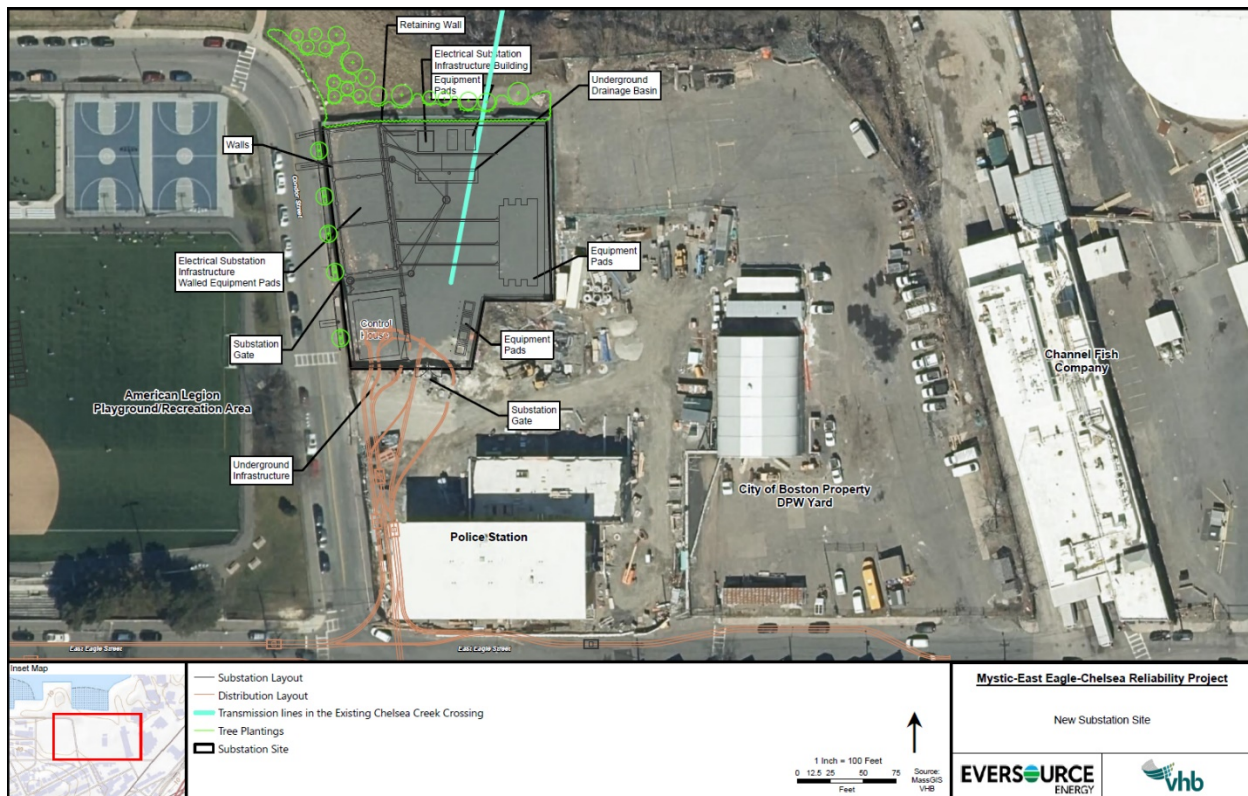 Retaining Wall
Electrical Substation
Infrastructure Building
Equipment
Pads
Underground
Drainage Basin
Walls
Condor Street
Electrical Substation
Infrastructure
Walled Equipment Pads
Equipment
Pads
Substation
Gate
Control
House
Equipment
Pads
American Legion
Playground/Recreation Area
Substation
Gate
Channel Fish
Company
Underground
Infrastructure
City of Boston Property
DPW Yard
Police Station
East Eagle Street
East Eagle Street
Inset Map
Substation Layout
Distribution Layout
Transmission lines in the Existing Chelsea Creek Crossing
Tree Plantings
Substation Site
1 Inch = 100 Feet
0 12.5 25 50 75
Feet
Source:
MassGIS
VHB
Mystic-East Eagle-Chelsea Reliability Project
New Substation Site
EVERSOURCE
ENERGY
vhb